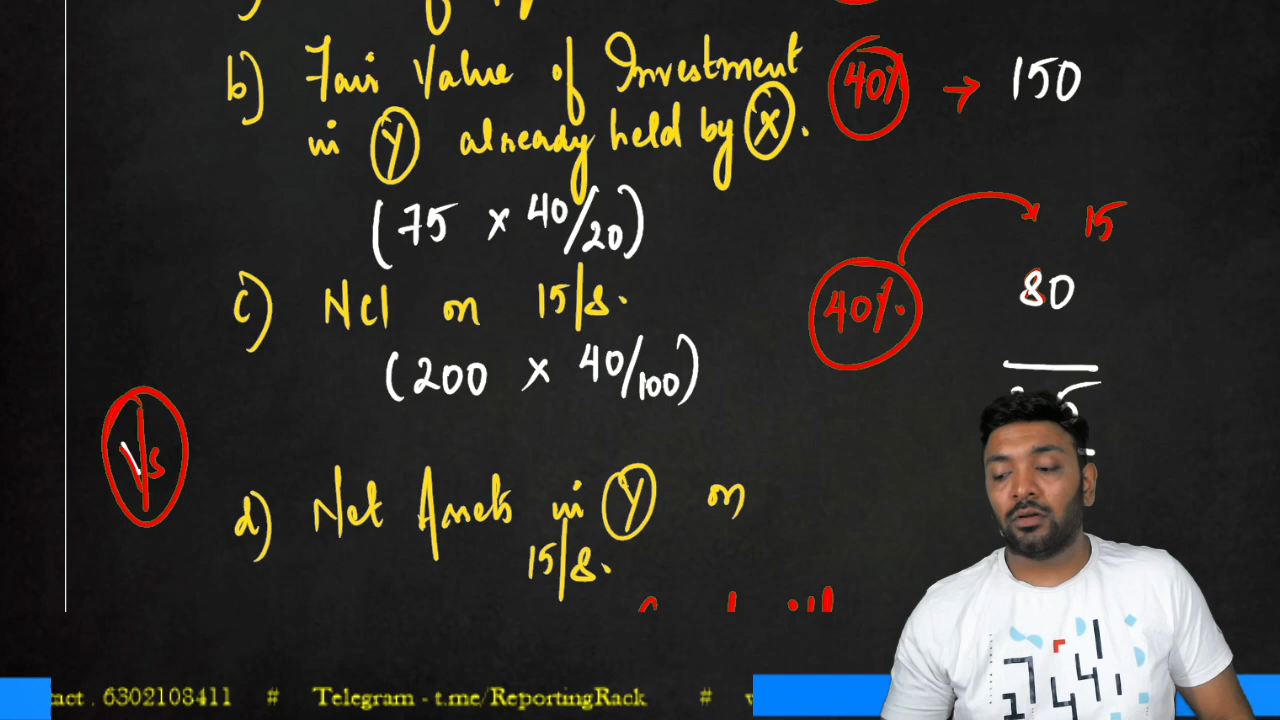 b) Fair Value of Investment 40% → 150
in Y already held by X.
(75 x 40/20)
15
c) NCI on 15/8. 40%. 80
(200 x 40/100)
Vs
d) Net Assets in Y on
15/8.
act . 6302108411 # Telegram - t.me/ReportingRack #